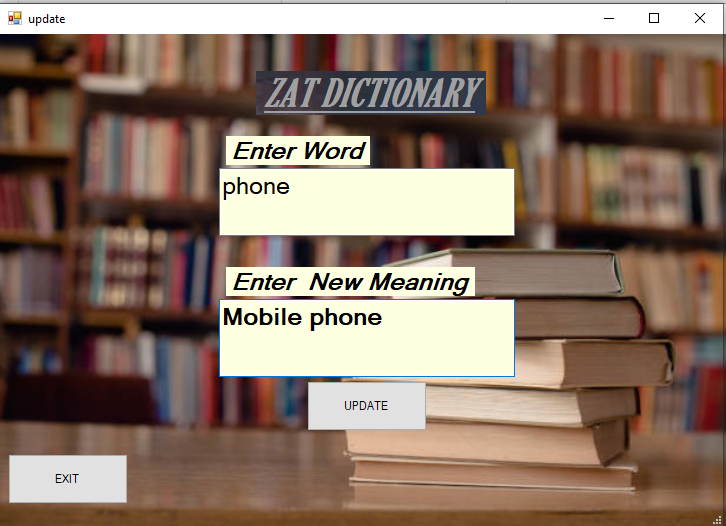 update
ZAT DICTIONARY
Enter Word
phone
Enter New Meaning
Mobile phone
UPDATE
EXIT